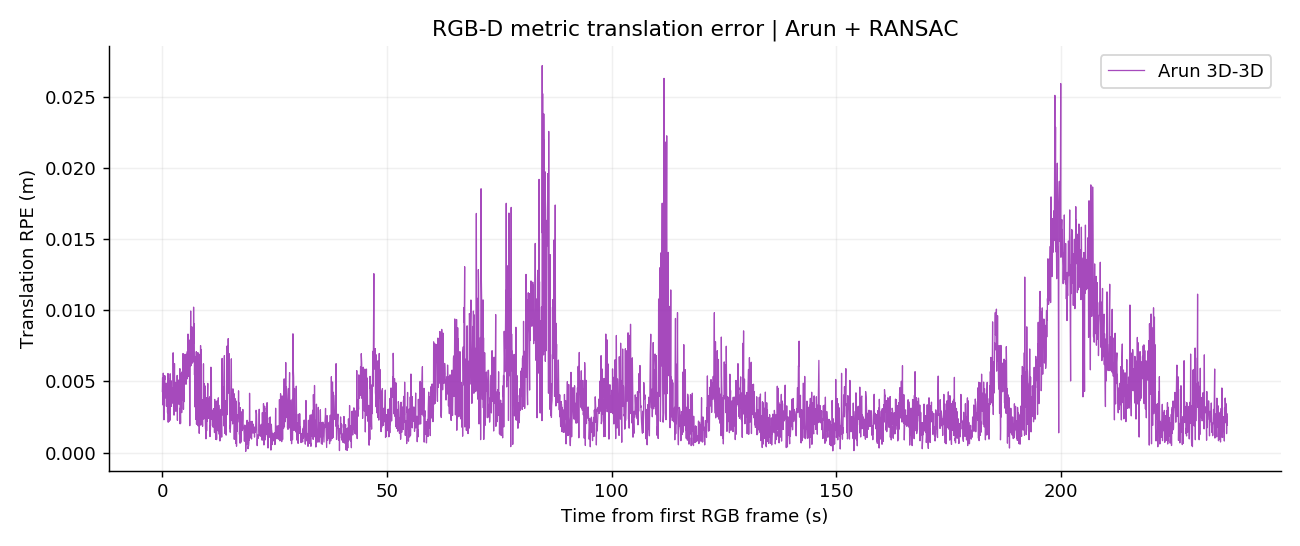 RGB-D metric translation error | Arun + RANSAC
Arun 3D-3D
Translation RPE (m)
0.025
0.020
0.015
0.010
0.005
0.000
0 50 100 150 200
Time from first RGB frame (s)